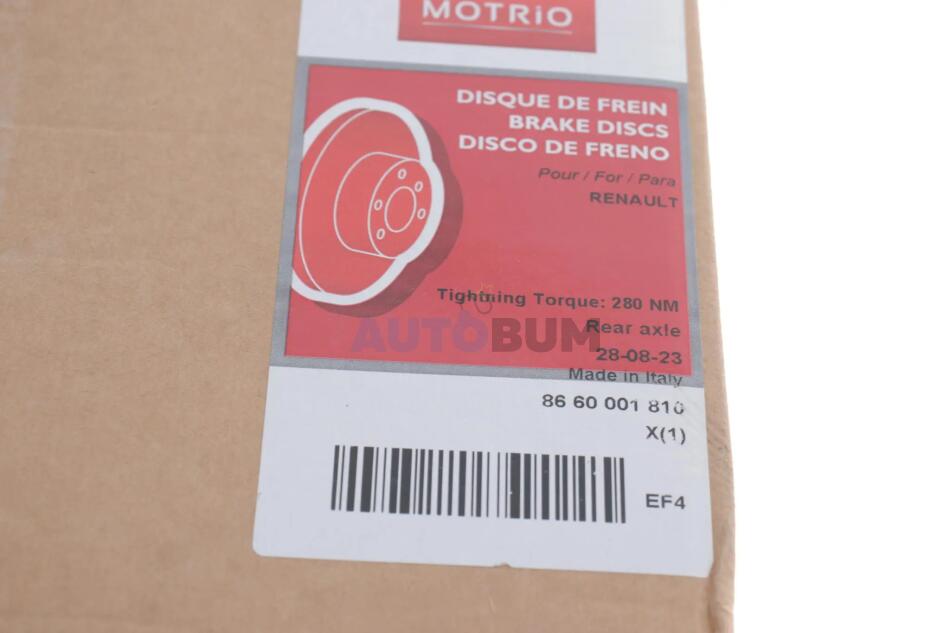 MOTRiO
DISQUE DE FREIN
BRAKE DISCS
DISCO DE FRENO
Pour / For / Para
RENAULT
Tightning Torque: 280 NM
Rear axle
AUTOBUM
28-08-23
Made in Italy
86 60 001 810
X(1)
EF4